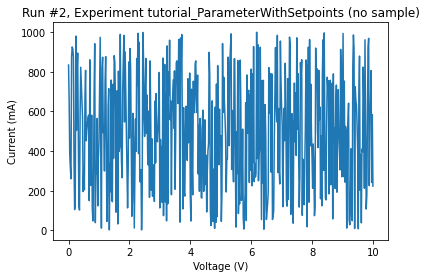 Run #2, Experiment tutorial_ParameterWithSetpoints (no sample)
1000
800
600
400
200
0
Current (mA)
0 2 4 6 8 10
Voltage (V)